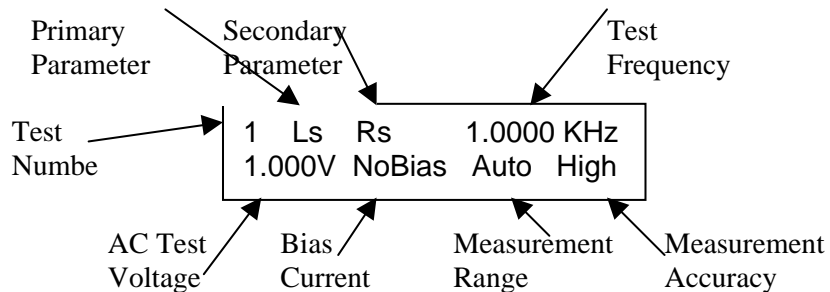 Primary Parameter
Secondary Parameter
Test Frequency
Test Numbe
1 Ls Rs 1.0000 KHz
1.000V NoBias Auto High
AC Test Voltage
Bias Current
Measurement Range
Measurement Accuracy